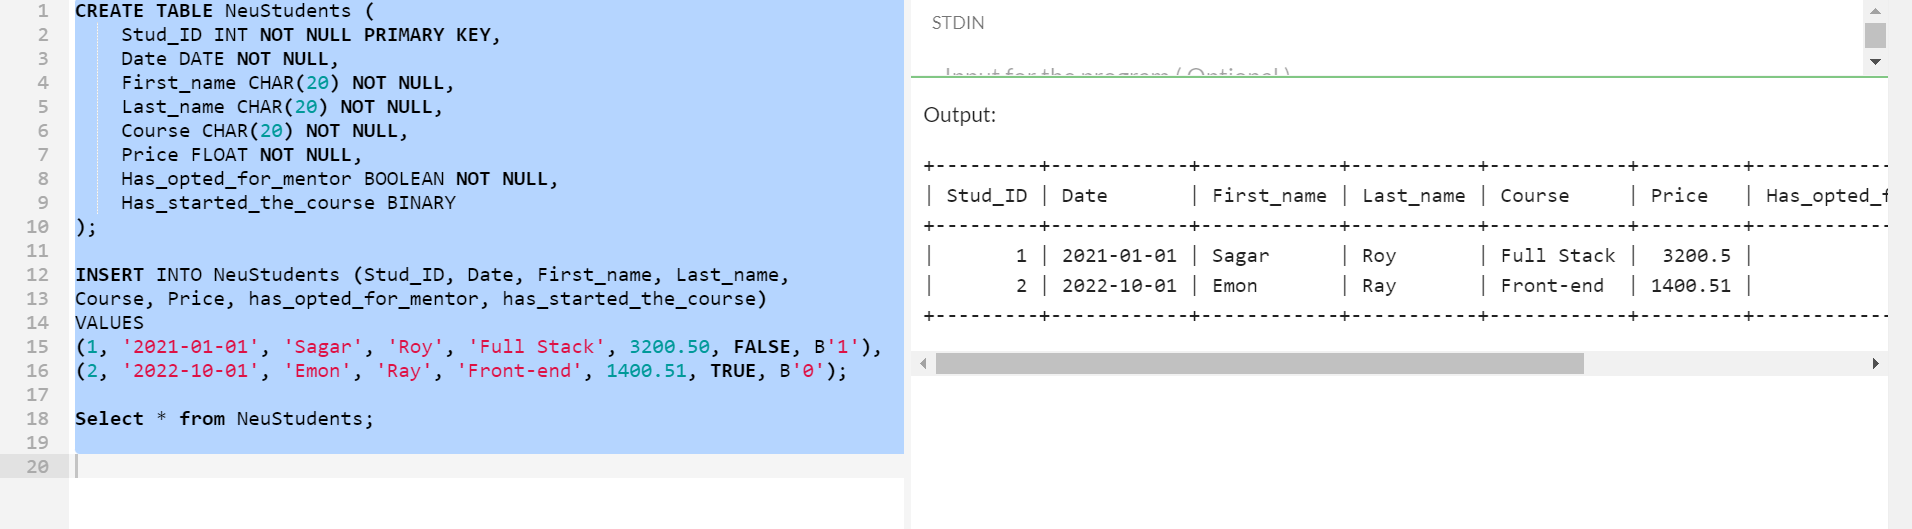 1 CREATE TABLE NeuStudents (
2 Stud_ID INT NOT NULL PRIMARY KEY,
3 Date DATE NOT NULL,
4 First_name CHAR(20) NOT NULL,
5 Last_name CHAR(20) NOT NULL,
6 Course CHAR(20) NOT NULL,
7 Price FLOAT NOT NULL,
8 Has_opted_for_mentor BOOLEAN NOT NULL,
9 Has_started_the_course BINARY
10 );
11
12 INSERT INTO NeuStudents (Stud_ID, Date, First_name, Last_name,
13 Course, Price, has_opted_for_mentor, has_started_the_course)
14 VALUES
15 (1, '2021-01-01', 'Sagar', 'Roy', 'Full Stack', 3200.50, FALSE, B'1'),
16 (2, '2022-10-01', 'Emon', 'Ray', 'Front-end', 1400.51, TRUE, B'0');
17
18 Select * from NeuStudents;
19
20
STDIN
Input for the program ( Optional )
Output:
+---------+------------+------------+-----------+------------+---------+------------
| Stud_ID | Date       | First_name | Last_name | Course     | Price   | Has_opted_f
+---------+------------+------------+-----------+------------+---------+------------
|       1 | 2021-01-01 | Sagar      | Roy       | Full Stack |  3200.5 |
|       2 | 2022-10-01 | Emon       | Ray       | Front-end  | 1400.51 |
+---------+------------+------------+-----------+------------+---------+------------